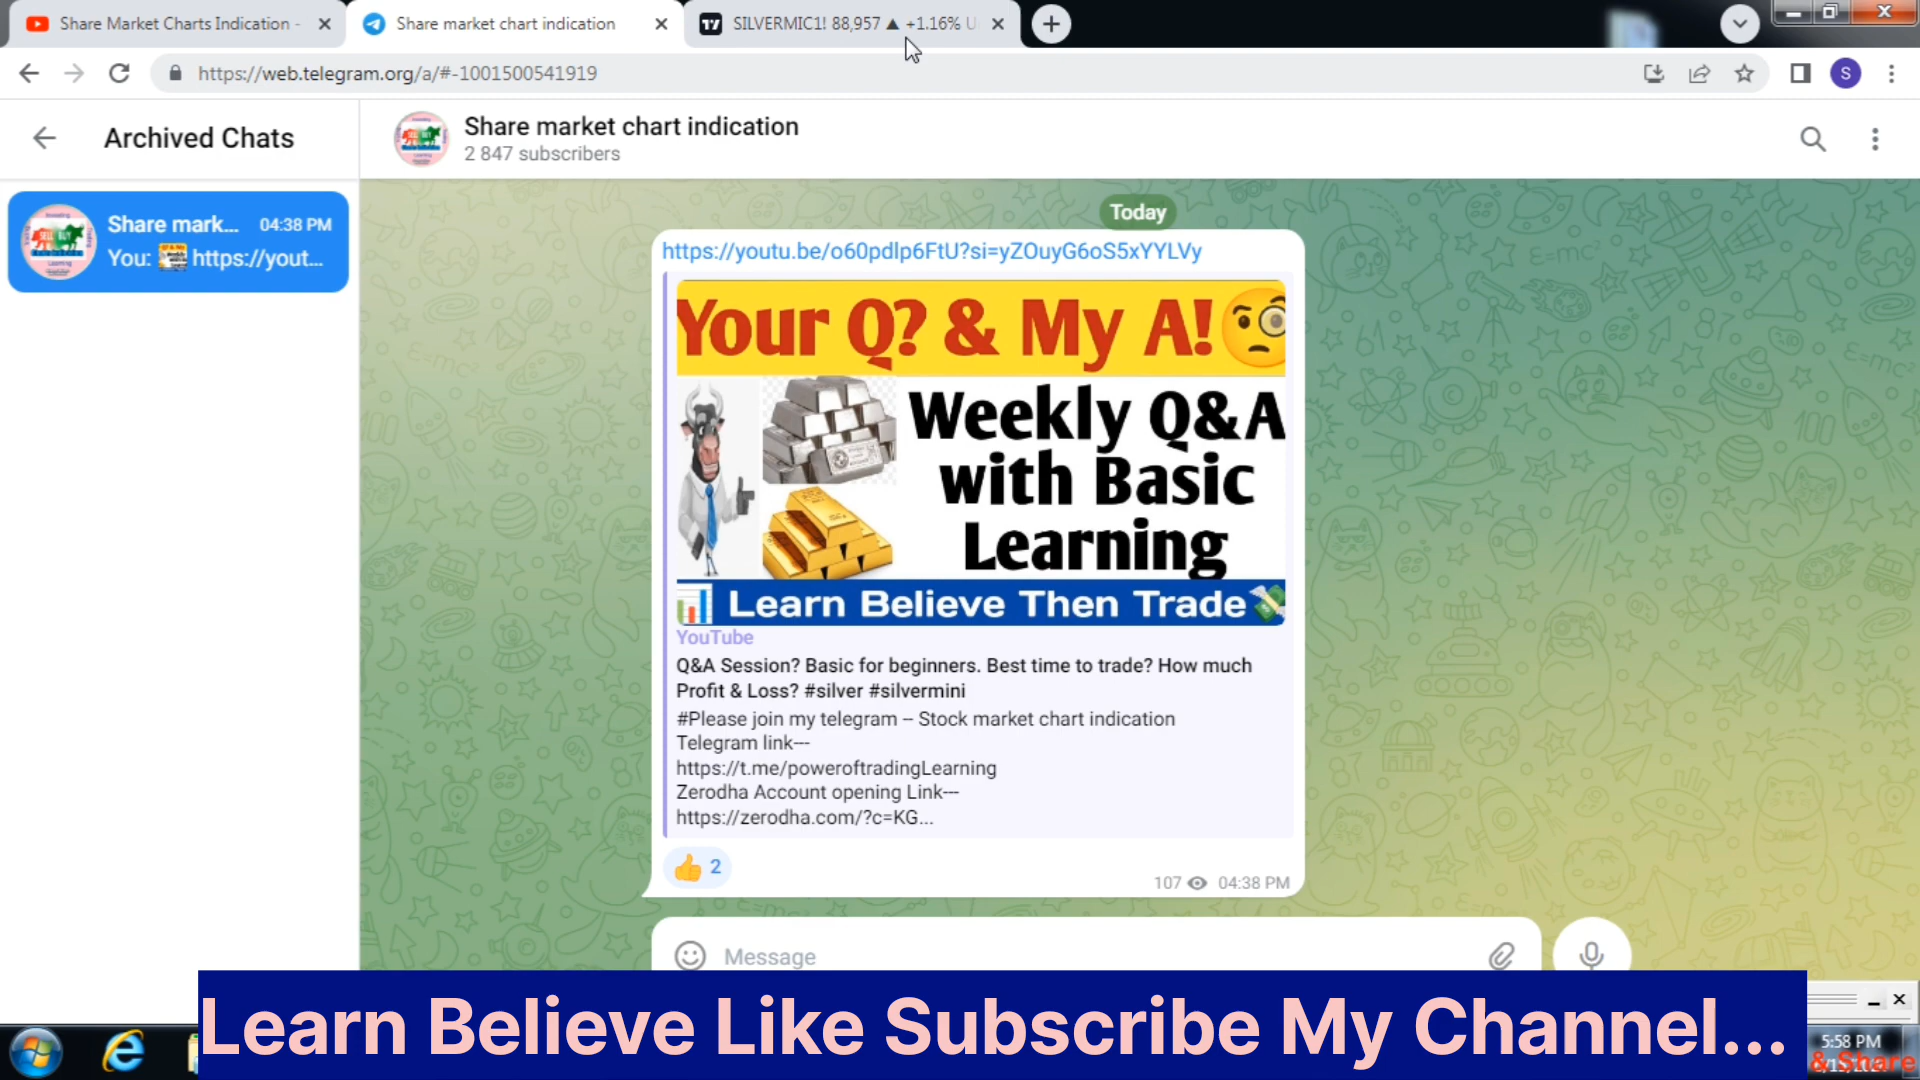 Share Market Charts Indication -
Share market chart indication
SILVERMIC1! 88,957 ▲ +1.16% U
https://web.telegram.org/a/#-1001500541919
S
Archived Chats
Share market chart indication
2 847 subscribers
Share mark... 04:38 PM
You: https://yout...
Today
https://youtu.be/o60pdlp6FtU?si=yZOuyG6oS5xYYLVy
Your Q? & My A!
Weekly Q&A
with Basic
Learning
Learn Believe Then Trade
YouTube
Q&A Session? Basic for beginners. Best time to trade? How much
Profit & Loss? #silver #silvermini
#Please join my telegram – Stock market chart indication
Telegram link---
https://t.me/poweroftradingLearning
Zerodha Account opening Link---
https://zerodha.com/?c=KG...
2
107 04:38 PM
Message
Learn Believe Like Subscribe My Channel...
5:58 PM
& Share